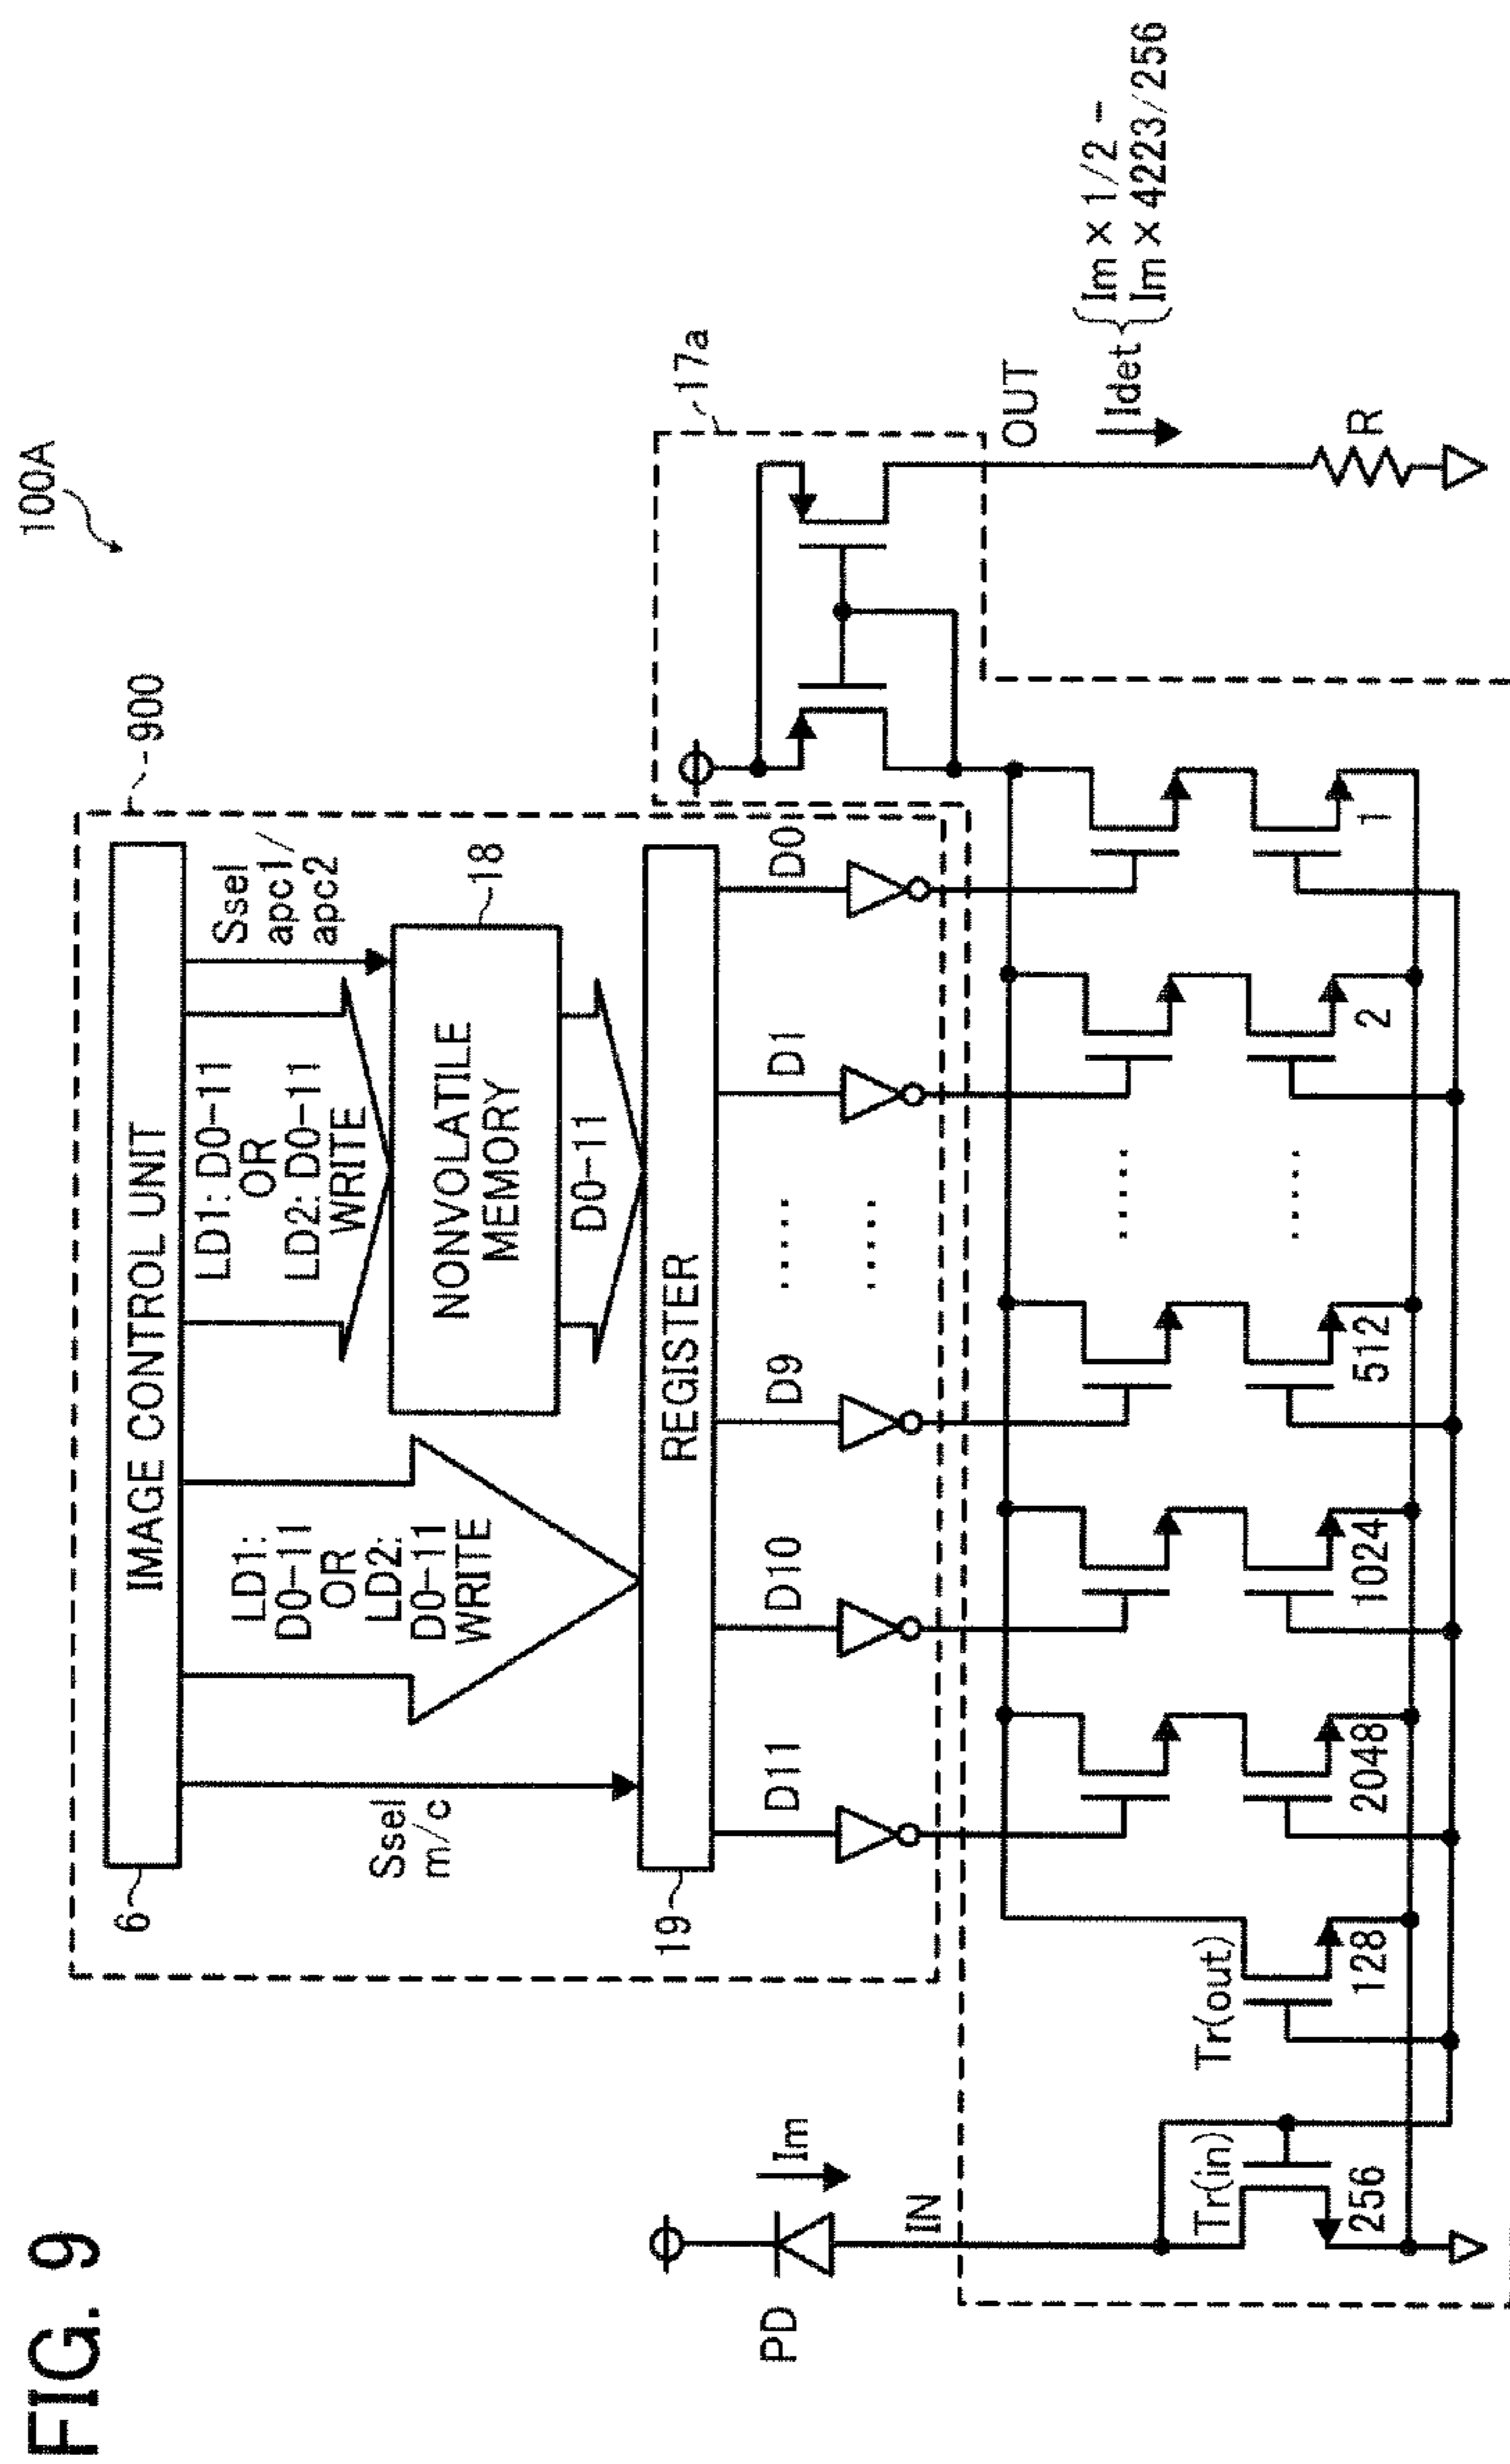 FIG. 9
100A
900
6
IMAGE CONTROL UNIT
Ssel
m/c
LD1:
D0-11
OR
LD2:
D0-11
WRITE
LD1: D0-11
OR
LD2: D0-11
WRITE
Ssel
apc1/
apc2
NONVOLATILE
MEMORY
18
D0-11
19
REGISTER
D11
D10
D9
.....
D1
D0
.....
17a
PD
Im
IN
OUT
Idet
Im × 1/2 -
Im × 4223/256
R
Tr(in)
256
Tr(out)
128
2048
1024
512
.....
.....
2
1